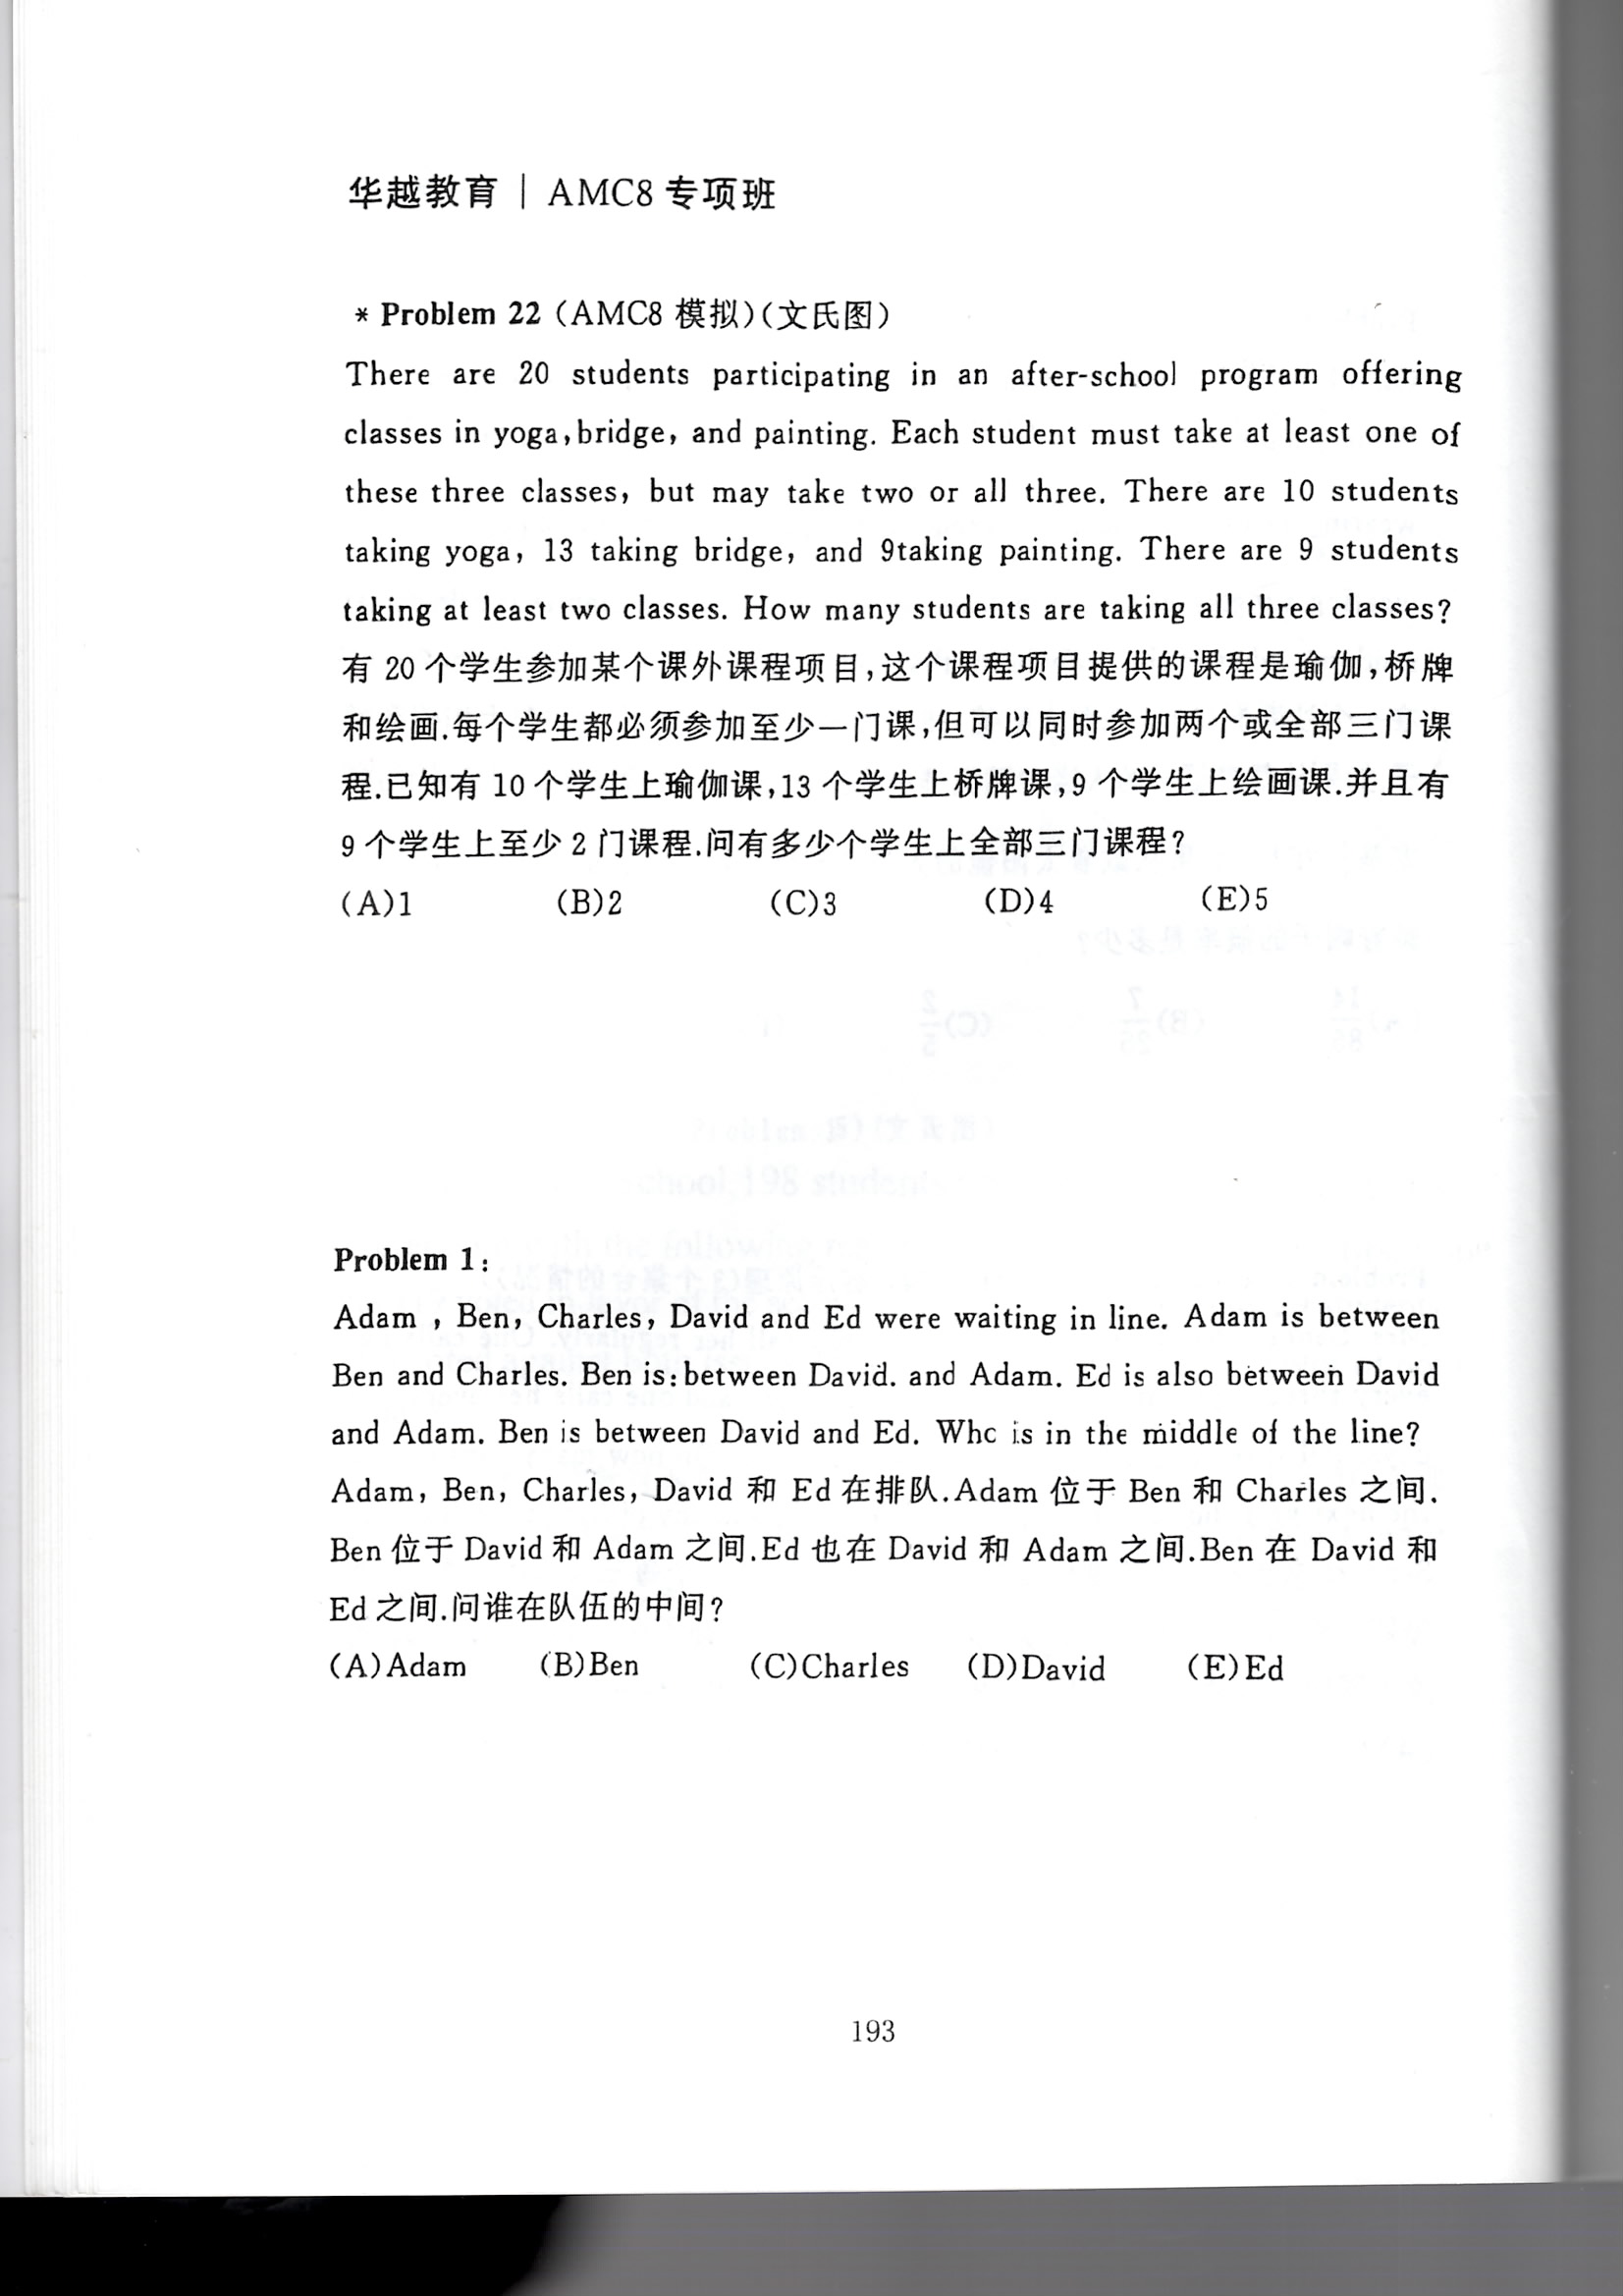 华越教育 | AMC8 专项班
* Problem 22 (AMC8 模拟)(文氏图)
There are 20 students participating in an after-school program offering
classes in yoga,bridge, and painting. Each student must take at least one of
these three classes, but may take two or all three. There are 10 students
taking yoga, 13 taking bridge, and 9taking painting. There are 9 students
taking at least two classes. How many students are taking all three classes?
有 20 个学生参加某个课外课程项目,这个课程项目提供的课程是瑜伽,桥牌
和绘画.每个学生都必须参加至少一门课,但可以同时参加两个或全部三门课
程.已知有 10 个学生上瑜伽课,13 个学生上桥牌课,9 个学生上绘画课.并且有
9 个学生上至少 2 门课程.问有多少个学生上全部三门课程?
(A)1 (B)2 (C)3 (D)4 (E)5
Problem 1:
Adam , Ben, Charles, David and Ed were waiting in line. Adam is between
Ben and Charles. Ben is:between David. and Adam. Ed is also between David
and Adam. Ben is between David and Ed. Who is in the middle of the line?
Adam, Ben, Charles, David 和 Ed 在排队.Adam 位于 Ben 和 Charles 之间.
Ben 位于 David 和 Adam 之间.Ed 也在 David 和 Adam 之间.Ben 在 David 和
Ed 之间.问谁在队伍的中间?
(A)Adam (B)Ben (C)Charles (D)David (E)Ed
193